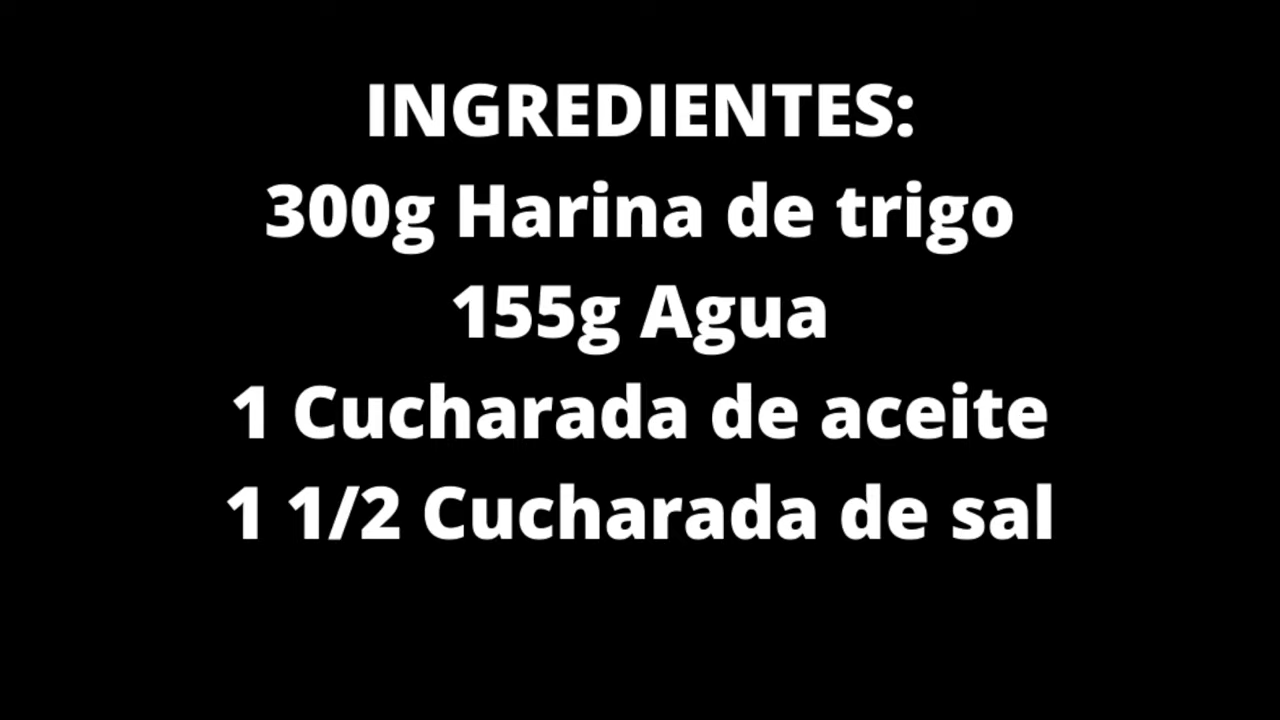 INGREDIENTES:
300g Harina de trigo
155g Agua
1 Cucharada de aceite
1 1/2 Cucharada de sal